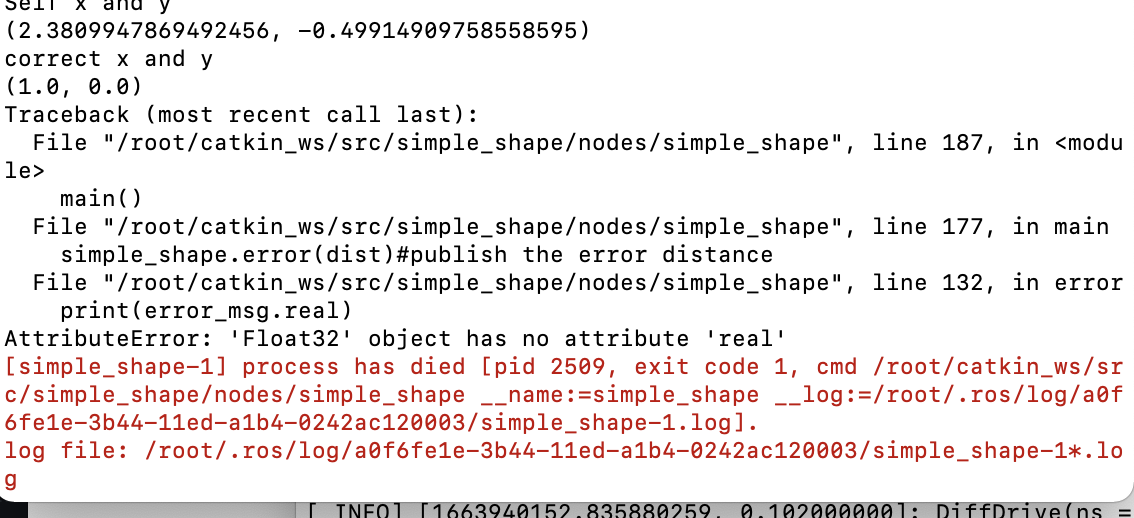 Self x and y
(2.3809947869492456, -0.49914909758558595)
correct x and y
(1.0, 0.0)
Traceback (most recent call last):
  File "/root/catkin_ws/src/simple_shape/nodes/simple_shape", line 187, in <modu
le>
    main()
  File "/root/catkin_ws/src/simple_shape/nodes/simple_shape", line 177, in main
    simple_shape.error(dist)#publish the error distance
  File "/root/catkin_ws/src/simple_shape/nodes/simple_shape", line 132, in error
    print(error_msg.real)
AttributeError: 'Float32' object has no attribute 'real'
[simple_shape-1] process has died [pid 2509, exit code 1, cmd /root/catkin_ws/sr
c/simple_shape/nodes/simple_shape __name:=simple_shape __log:=/root/.ros/log/a0f
6fe1e-3b44-11ed-a1b4-0242ac120003/simple_shape-1.log].
log file: /root/.ros/log/a0f6fe1e-3b44-11ed-a1b4-0242ac120003/simple_shape-1*.lo
g
[ INFO] [1663940152.835880259, 0.102000000]: DiffDrive(ns =